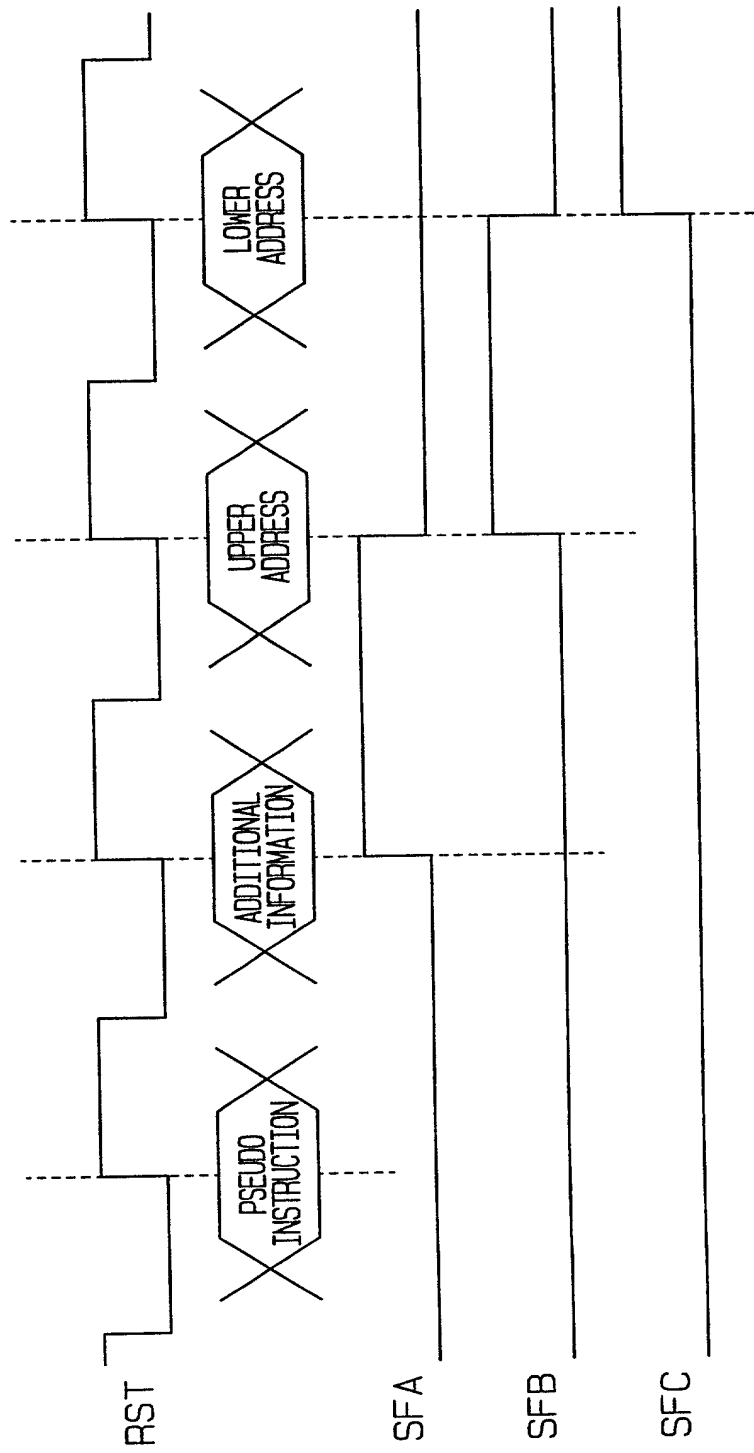 RST
PSEUDO
INSTRUCTION
ADDITIONAL
INFORMATION
UPPER
ADDRESS
LOWER
ADDRESS
SFA
SFB
SFC